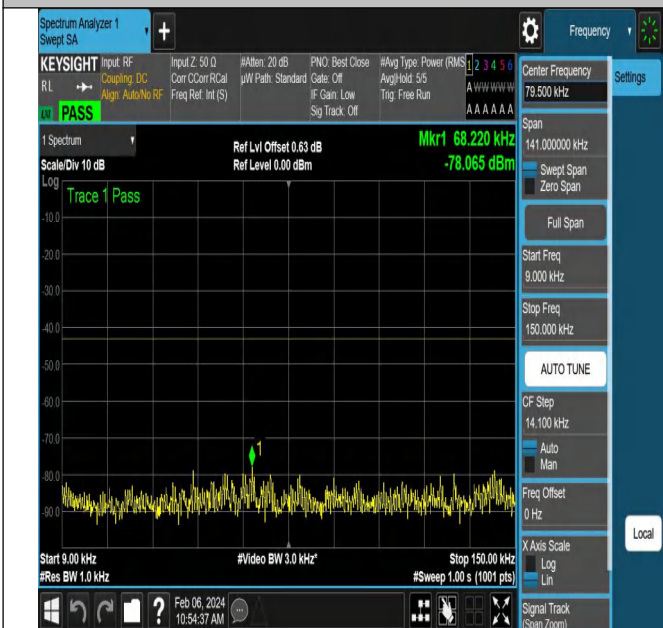 Spectrum Analyzer 1
Swept SA
+
Frequency
KEYSIGHT
RL
LXI
PASS
Input: RF
Coupling: DC
Align: Auto/No RF
Input Z: 50 Ω
Corr CCorr RCal
Freq Ref: Int (S)
#Atten: 20 dB
µW Path: Standard
PNO: Best Close
Gate: Off
IF Gain: Low
Sig Track: Off
#Avg Type: Power (RMS
Avg|Hold: 5/5
Trig: Free Run
1 2 3 4 5 6
A W W W W W
A A A A A A
1 Spectrum
Scale/Div 10 dB
Ref Lvl Offset 0.63 dB
Ref Level 0.00 dBm
Mkr1 68.220 kHz
-78.065 dBm
Log
Trace 1 Pass
-10.0
-20.0
-30.0
-40.0
-50.0
-60.0
-70.0
-80.0
-90.0
1
Start 9.00 kHz
#Res BW 1.0 kHz
#Video BW 3.0 kHz*
Stop 150.00 kHz
#Sweep 1.00 s (1001 pts)
?
Feb 06, 2024
10:54:37 AM
Center Frequency
79.500 kHz
Settings
Span
141.000000 kHz
Swept Span
Zero Span
Full Span
Start Freq
9.000 kHz
Stop Freq
150.000 kHz
AUTO TUNE
CF Step
14.100 kHz
Auto
Man
Freq Offset
0 Hz
Local
X Axis Scale
Log
Lin
Signal Track
(Span Zoom)